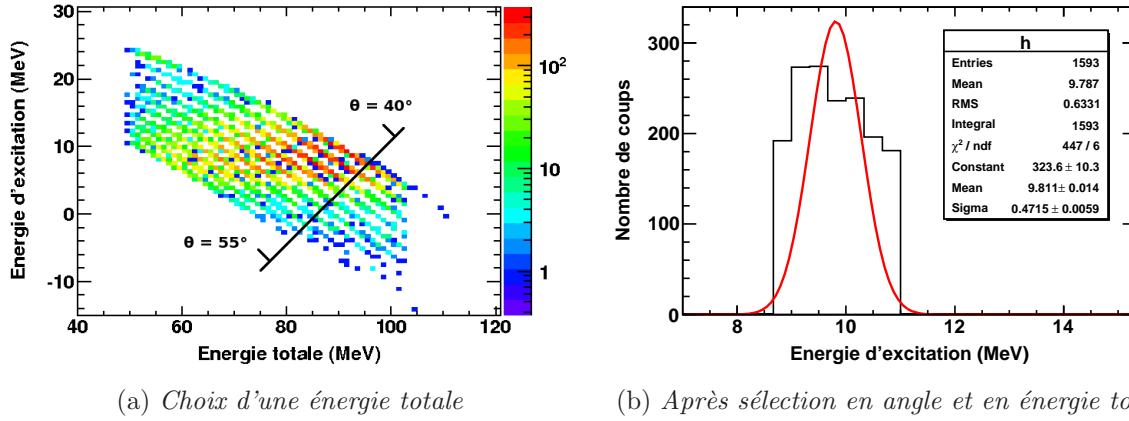 Energie d'excitation (MeV)
30
20
10
0
-10
40
60
80
100
120
Energie totale (MeV)
θ = 40°
θ = 55°
10²
10
1
(a) Choix d'une énergie totale
Nombre de coups
300
200
100
0
8
10
12
14
Energie d'excitation (MeV)
h
Entries 1593
Mean 9.787
RMS 0.6331
Integral 1593
χ² / ndf 447 / 6
Constant 323.6 ± 10.3
Mean 9.811± 0.014
Sigma 0.4715 ± 0.0059
(b) Après sélection en angle et en énergie to